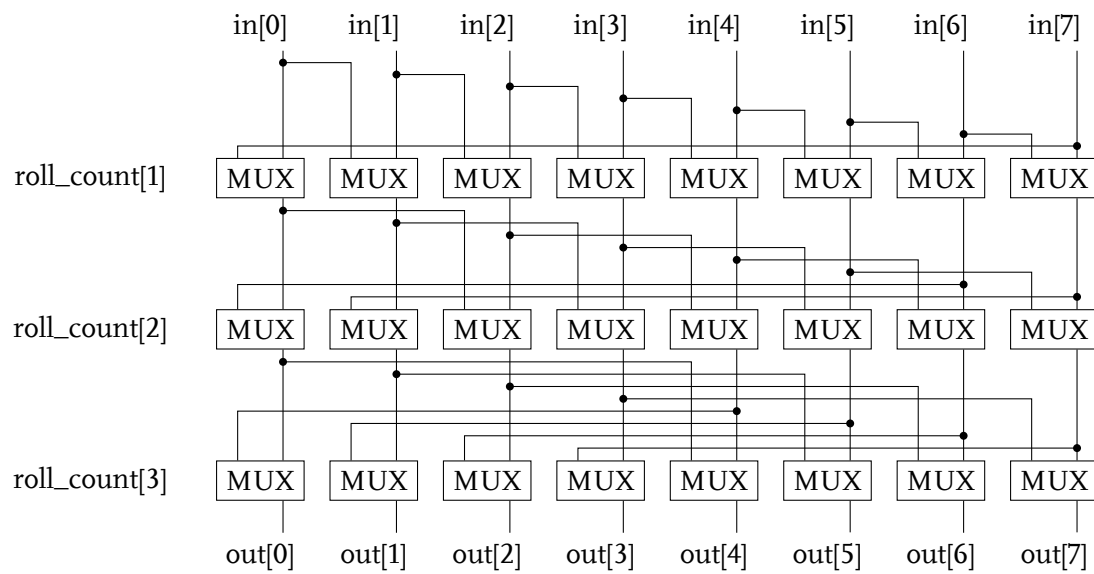 in[0] in[1] in[2] in[3] in[4] in[5] in[6] in[7]
roll_count[1] MUX MUX MUX MUX MUX MUX MUX MUX
roll_count[2] MUX MUX MUX MUX MUX MUX MUX MUX
roll_count[3] MUX MUX MUX MUX MUX MUX MUX MUX
out[0] out[1] out[2] out[3] out[4] out[5] out[6] out[7]